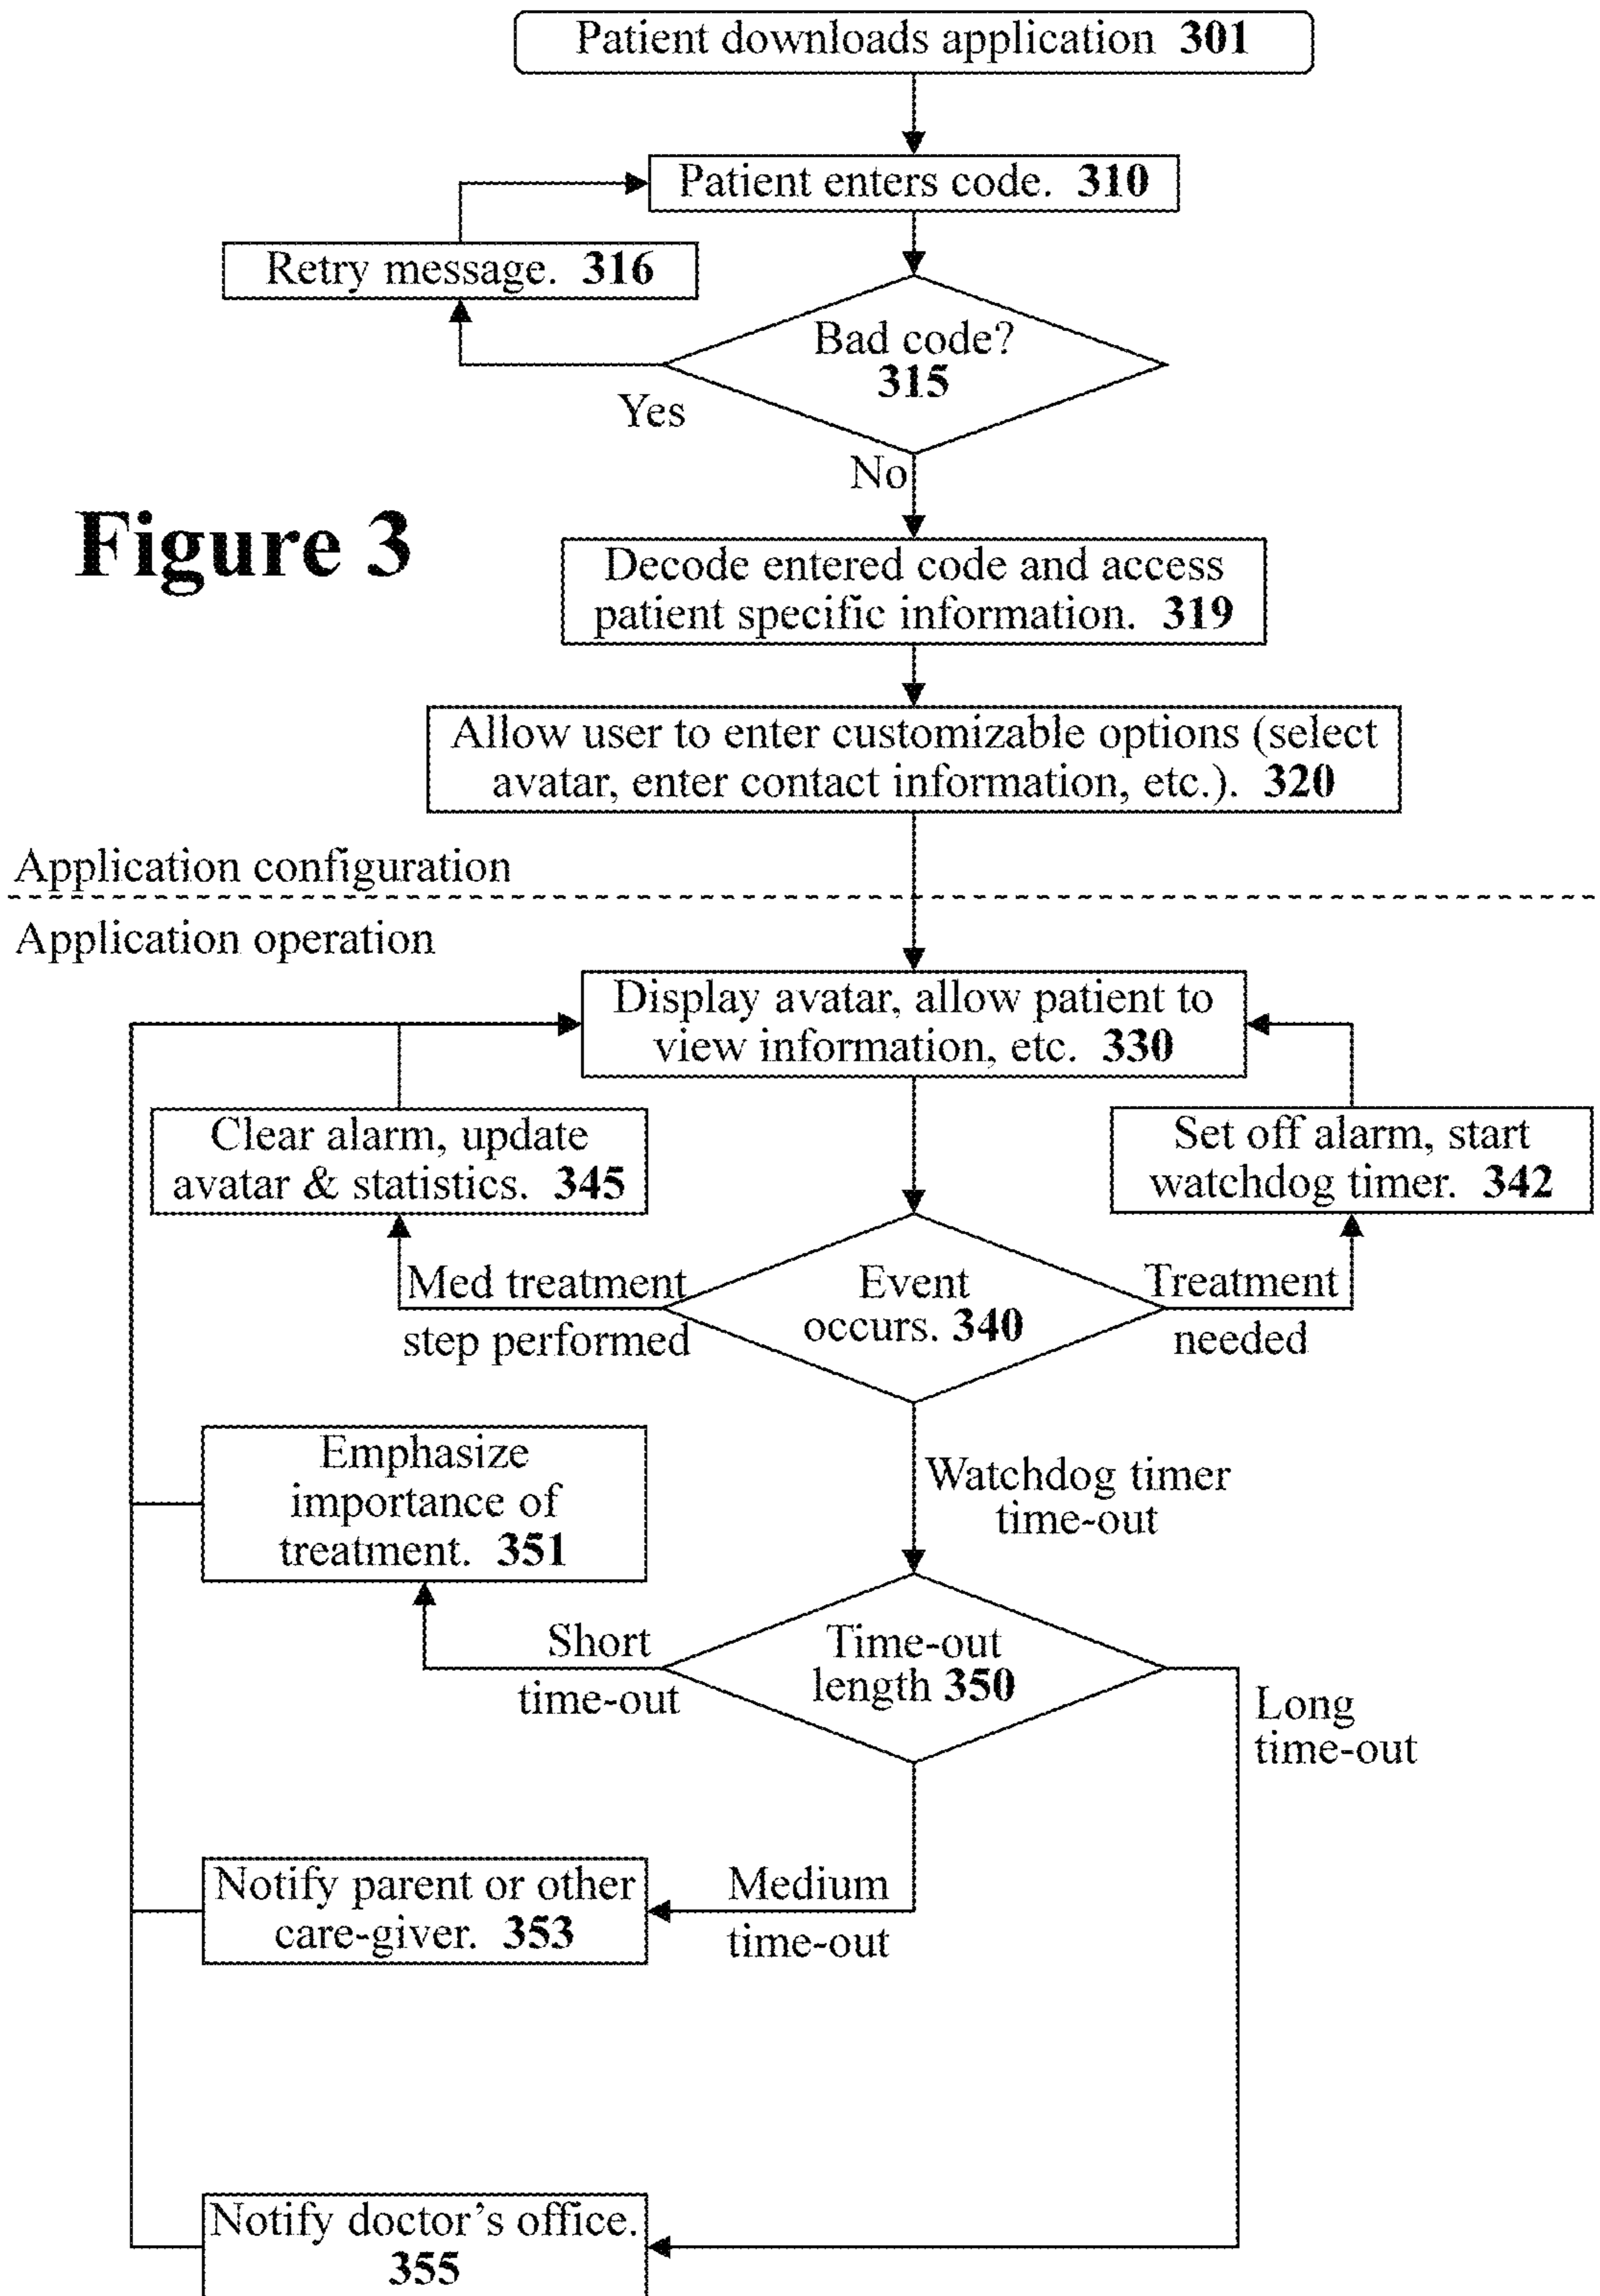 Patient downloads application 301
Patient enters code. 310
Retry message. 316
Bad code?
315
Yes
No
Figure 3
Decode entered code and access
patient specific information. 319
Allow user to enter customizable options (select
avatar, enter contact information, etc.). 320
Application configuration
Application operation
Display avatar, allow patient to
view information, etc. 330
Clear alarm, update
avatar & statistics. 345
Set off alarm, start
watchdog timer. 342
Med treatment
step performed
Event
occurs. 340
Treatment
needed
Emphasize
importance of
treatment. 351
Watchdog timer
time-out
Short
time-out
Time-out
length 350
Long
time-out
Notify parent or other
care-giver. 353
Medium
time-out
Notify doctor's office.
355